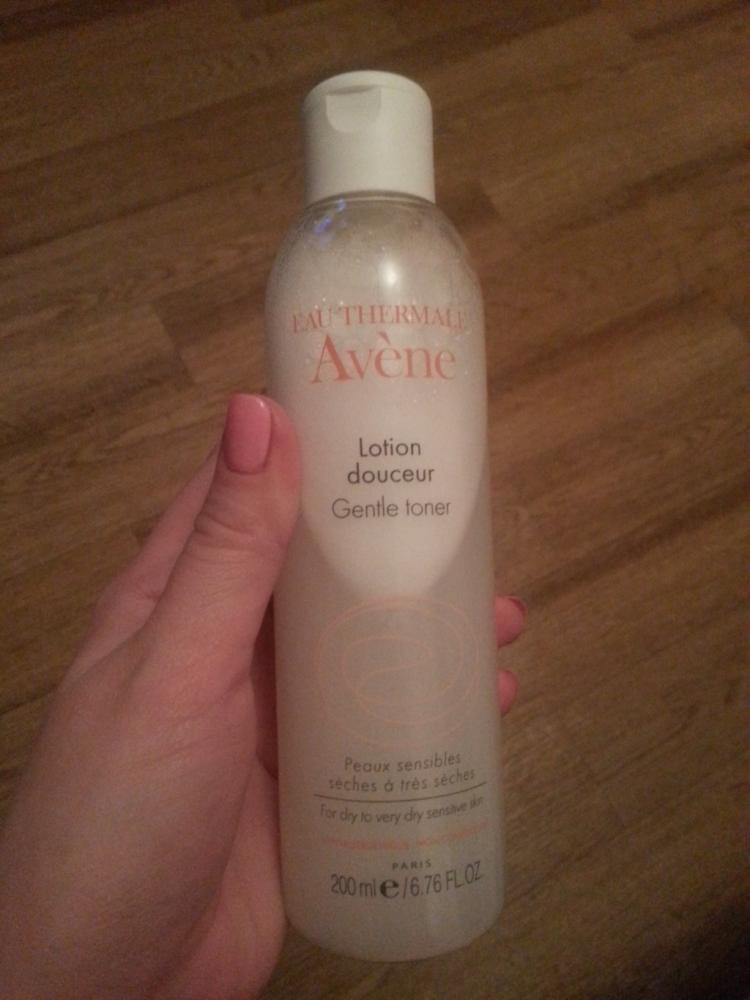 EAU THERMALE
Avène
Lotion
douceur
Gentle toner
Peaux sensibles
sèches à très sèches
For dry to very dry sensitive skin
PARIS
200 ml e / 6.76 FL.OZ.